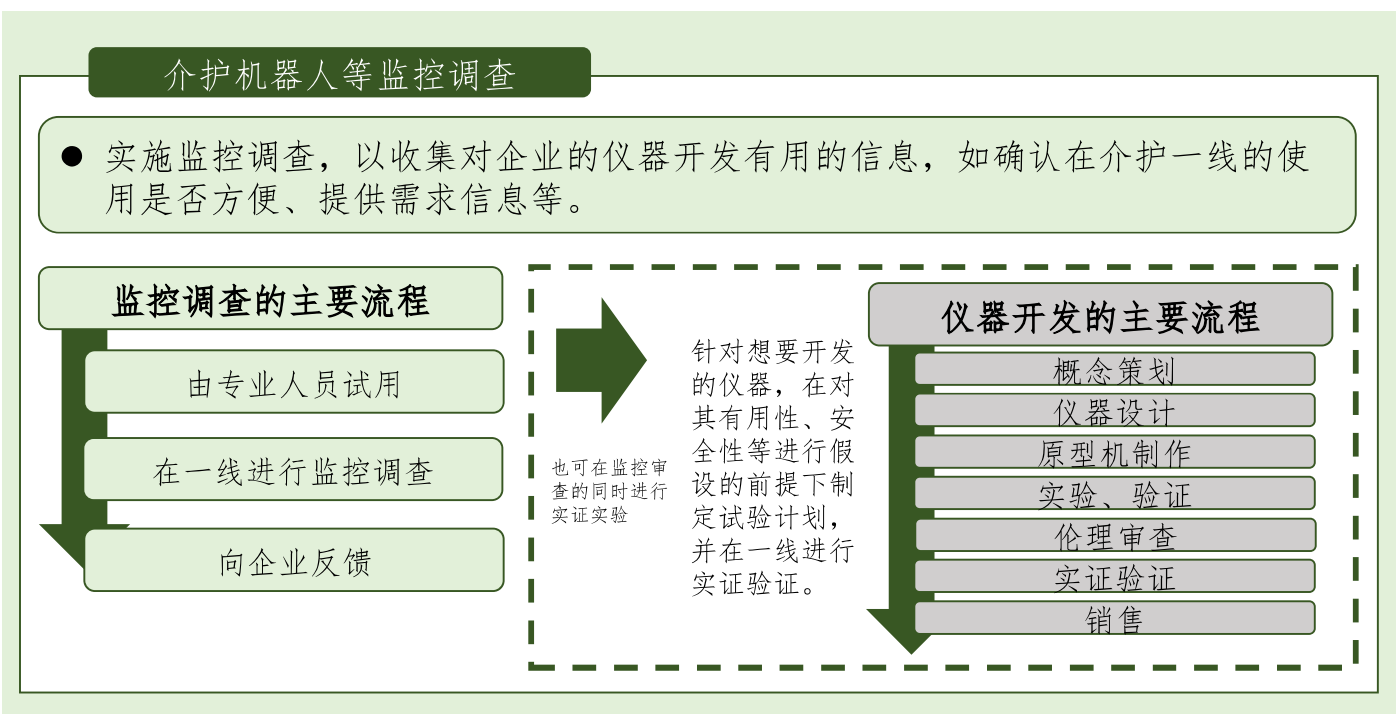 介护机器人等监控调查
● 实施监控调查，以收集对企业的仪器开发有用的信息，如确认在介护一线的使
用是否方便、提供需求信息等。
监控调查的主要流程
由专业人员试用
在一线进行监控调查
向企业反馈
也可在监控审
查的同时进行
实证实验
针对想要开发
的仪器，在对
其有用性、安
全性等进行假
设的前提下制
定试验计划，
并在一线进行
实证验证。
仪器开发的主要流程
概念策划
仪器设计
原型机制作
实验、验证
伦理审查
实证验证
销售